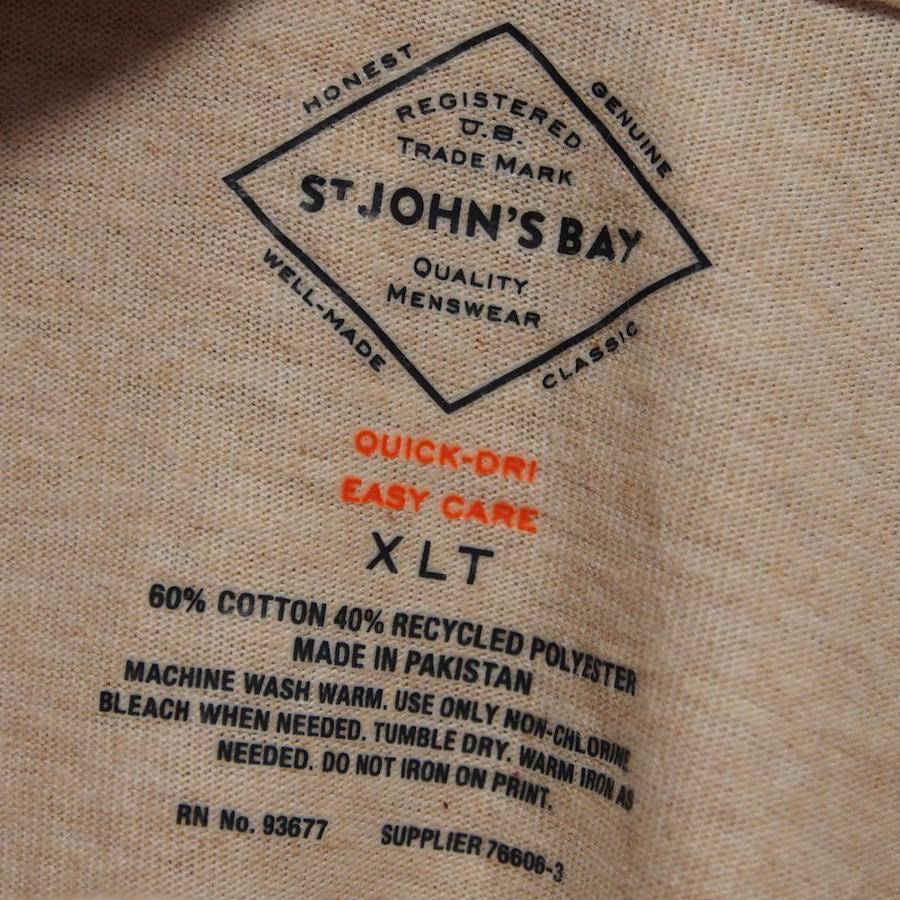 HONEST
GENUINE
REGISTERED
U.S.
TRADE MARK
ST JOHN'S BAY
QUALITY
MENSWEAR
WELL-MADE
CLASSIC
QUICK-DRI
EASY CARE
XLT
60% COTTON 40% RECYCLED POLYESTER
MADE IN PAKISTAN
MACHINE WASH WARM. USE ONLY NON-CHLORINE
BLEACH WHEN NEEDED. TUMBLE DRY. WARM IRON AS
NEEDED. DO NOT IRON ON PRINT.
RN No. 93677 SUPPLIER 76606-3